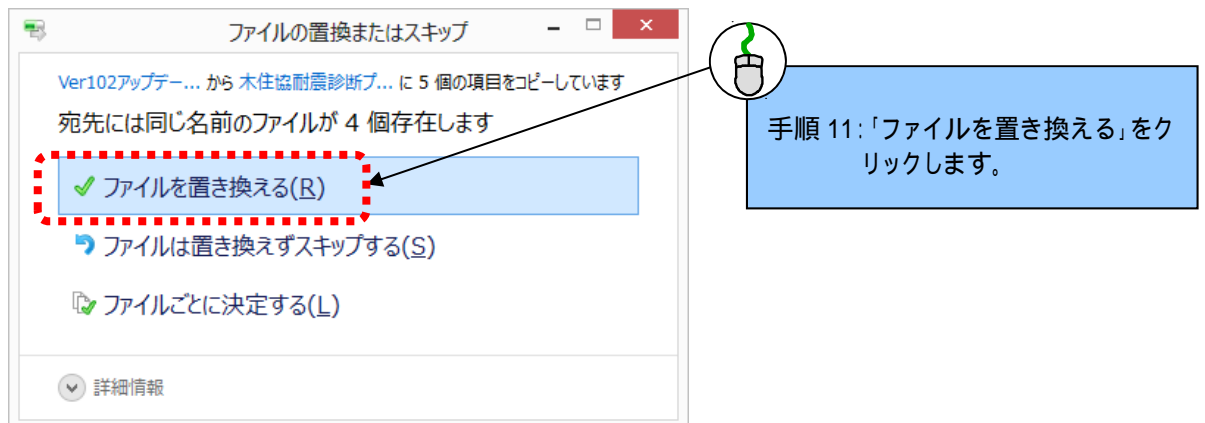 ファイルの置換またはスキップ
Ver102アップデー... から 木住協耐震診断プ... に 5 個の項目をコピーしています
宛先には同じ名前のファイルが 4 個存在します
ファイルを置き換える(R)
ファイルは置き換えずスキップする(S)
ファイルごとに決定する(L)
詳細情報
手順 11:「ファイルを置き換える」をク
リックします。